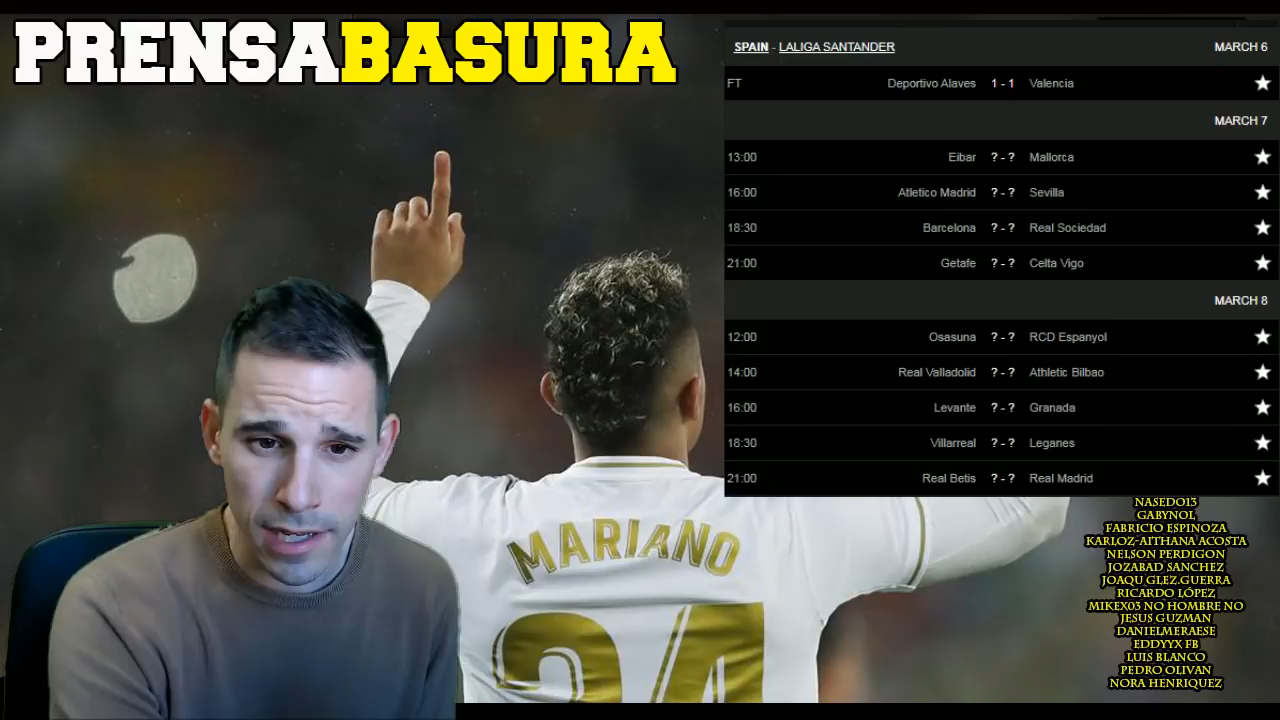 PRENSABASURA
SPAIN - LALIGA SANTANDER MARCH 6
FT Deportivo Alaves 1 - 1 Valencia
MARCH 7
13:00 Eibar ? - ? Mallorca
16:00 Atletico Madrid ? - ? Sevilla
18:30 Barcelona ? - ? Real Sociedad
21:00 Getafe ? - ? Celta Vigo
MARCH 8
12:00 Osasuna ? - ? RCD Espanyol
14:00 Real Valladolid ? - ? Athletic Bilbao
16:00 Levante ? - ? Granada
18:30 Villarreal ? - ? Leganes
21:00 Real Betis ? - ? Real Madrid
MARIANO
24
NASEDO13
GABYNOL
FABRICIO ESPINOZA
KARLOZ-AITHANA ACOSTA
NELSON PERDIGON
JOZABAD SANCHEZ
JOAQU GLEZ.GUERRA
RICARDO LÓPEZ
MIKEX03 NO HOMBRE NO
JESUS GUZMAN
DANIELMERAESE
EDDYYX FB
LUIS BLANCO
PEDRO OLIVAN
NORA HENRIQUEZ